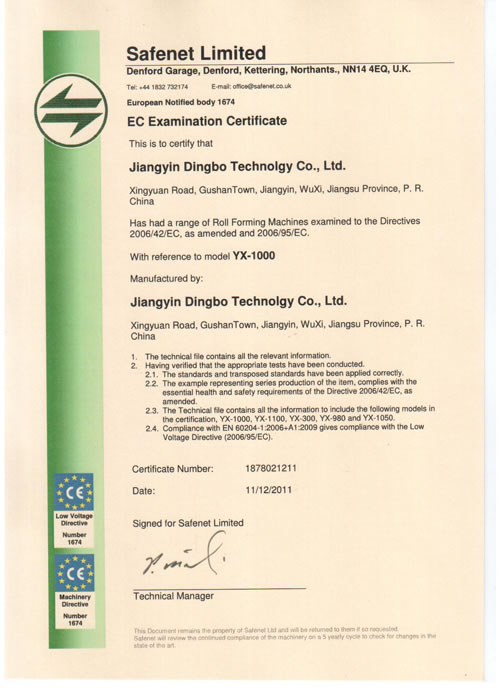 Safenet Limited
Denford Garage, Denford, Kettering, Northants., NN14 4EQ, U.K.
Tel: +44 1832 732174 E-mail: office@safenet.co.uk
European Notified body 1674
EC Examination Certificate
This is to certify that
Jiangyin Dingbo Technolgy Co., Ltd.
Xingyuan Road, GushanTown, Jiangyin, WuXi, Jiangsu Province, P. R.
China
Has had a range of Roll Forming Machines examined to the Directives
2006/42/EC, as amended and 2006/95/EC.
With reference to model YX-1000
Manufactured by:
Jiangyin Dingbo Technolgy Co., Ltd.
Xingyuan Road, GushanTown, Jiangyin, WuXi, Jiangsu Province, P. R.
China
1. The technical file contains all the relevant information.
2. Having verified that the appropriate tests have been conducted.
2.1. The standards and transposed standards have been applied correctly.
2.2. The example representing series production of the item, complies with the
essential health and safety requirements of the Directive 2006/42/EC, as
amended.
2.3. The Technical file contains all the information to include the following models in
the certification, YX-1000, YX-1100, YX-300, YX-980 and YX-1050.
2.4. Compliance with EN 60204-1:2006+A1:2009 gives compliance with the Low
Voltage Directive (2006/95/EC).
Certificate Number: 1878021211
Date: 11/12/2011
Signed for Safenet Limited
Technical Manager
CE
Low Voltage
Directive
Number
1674
CE
Machinery
Directive
Number
1674
This Document remains the property of Safenet Ltd and will be returned to them if so requested.
Safenet will review the continued compliance of the machinery on a 5 yearly cycle to check for changes in the
state of the art.